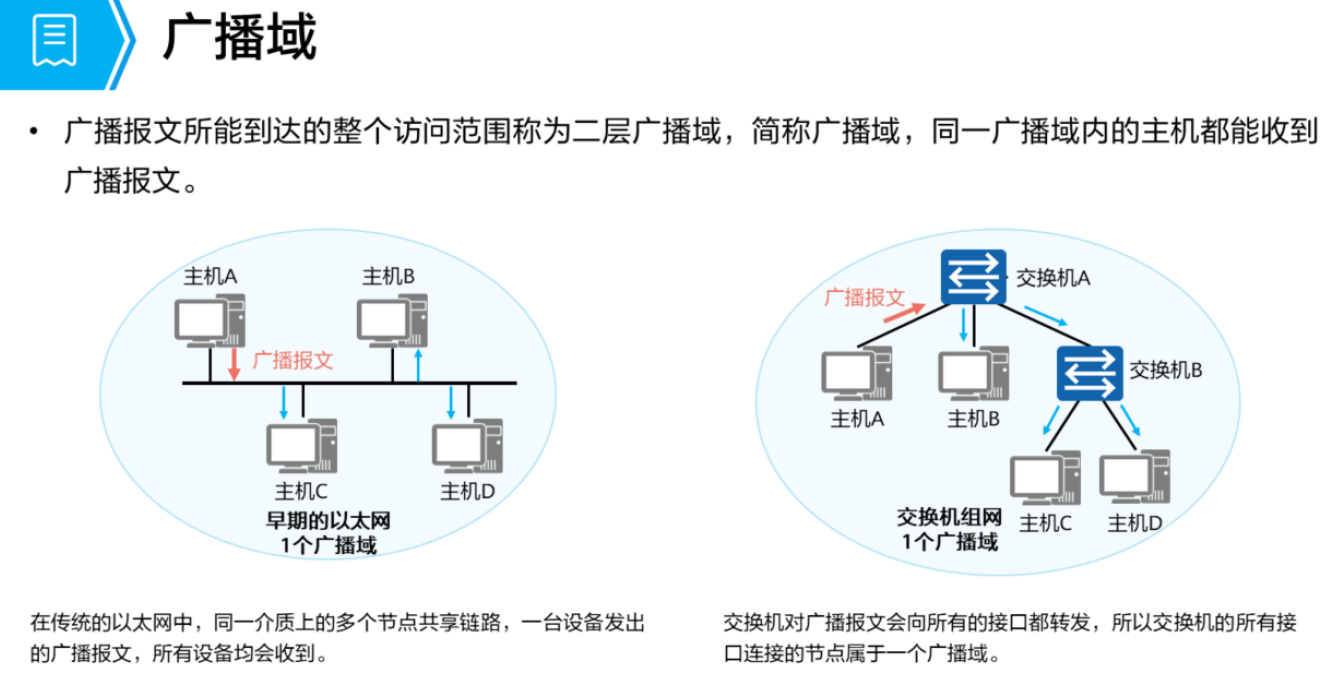 广播域
• 广播报文所能到达的整个访问范围称为二层广播域，简称广播域，同一广播域内的主机都能收到
广播报文。
主机A
主机B
广播报文
主机C
主机D
早期的以太网
1个广播域
交换机A
广播报文
交换机B
主机A
主机B
交换机组网
1个广播域
主机C
主机D
在传统的以太网中，同一介质上的多个节点共享链路，一台设备发出
的广播报文，所有设备均会收到。
交换机对广播报文会向所有的接口都转发，所以交换机的所有接
口连接的节点属于一个广播域。